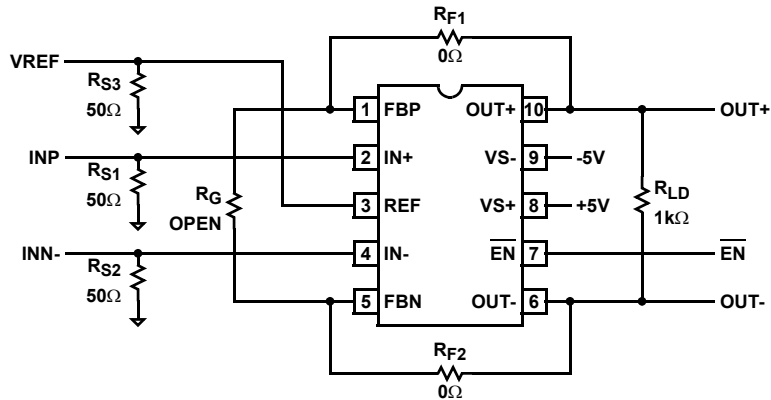 RF1
0Ω
VREF
RS3
50Ω
1 FBP OUT+ 10 OUT+
INP
RS1
50Ω
2 IN+ VS- 9 -5V
RG
OPEN
3 REF VS+ 8 +5V
RLD
1kΩ
INN-
RS2
50Ω
4 IN- EN 7 EN
5 FBN OUT- 6 OUT-
RF2
0Ω